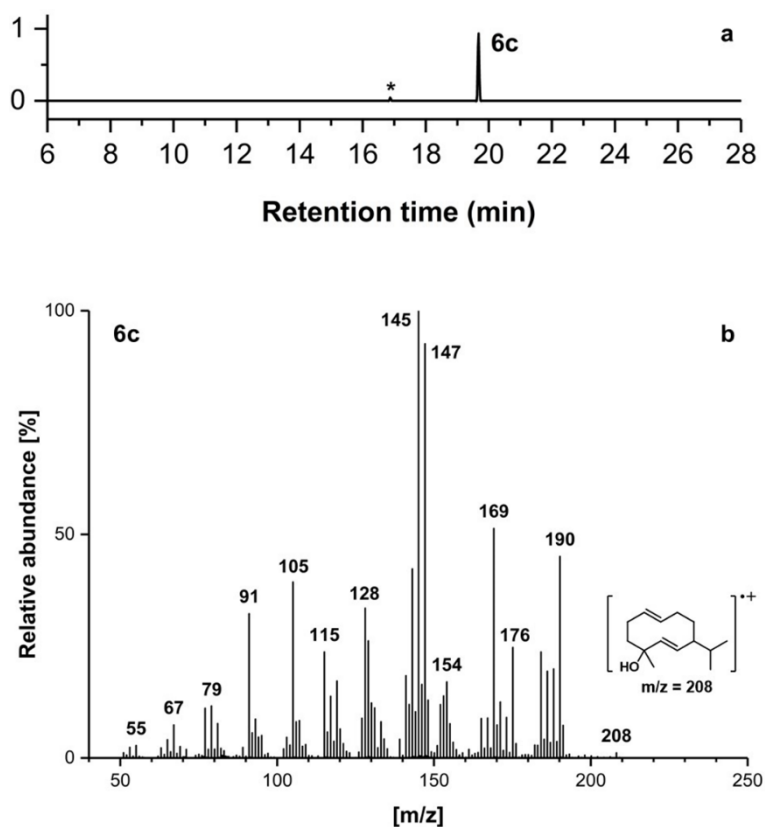 1
6c
a
*
0
6 8 10 12 14 16 18 20 22 24 26 28
Retention time (min)
100
6c
145
b
147
Relative abundance [%]
50
169
190
105
128
91
115
176
154
79
67
55
HO
•+
m/z = 208
208
0
50 100 150 200 250
[m/z]